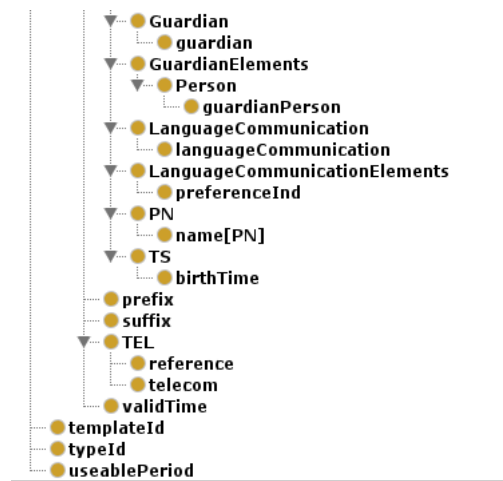 Guardian
guardian
GuardianElements
Person
guardianPerson
LanguageCommunication
languageCommunication
LanguageCommunicationElements
preferenceInd
PN
name[PN]
TS
birthTime
prefix
suffix
TEL
reference
telecom
validTime
templateId
typeId
useablePeriod